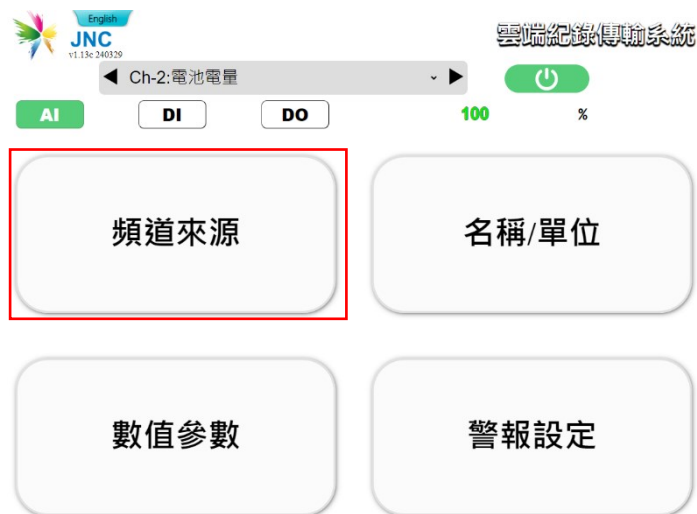 English
JNC
v1.13c 240329
雲端紀錄傳輸系統
Ch-2:電池電量
AI DI DO 100 %
頻道來源 名稱/單位
數值參數 警報設定